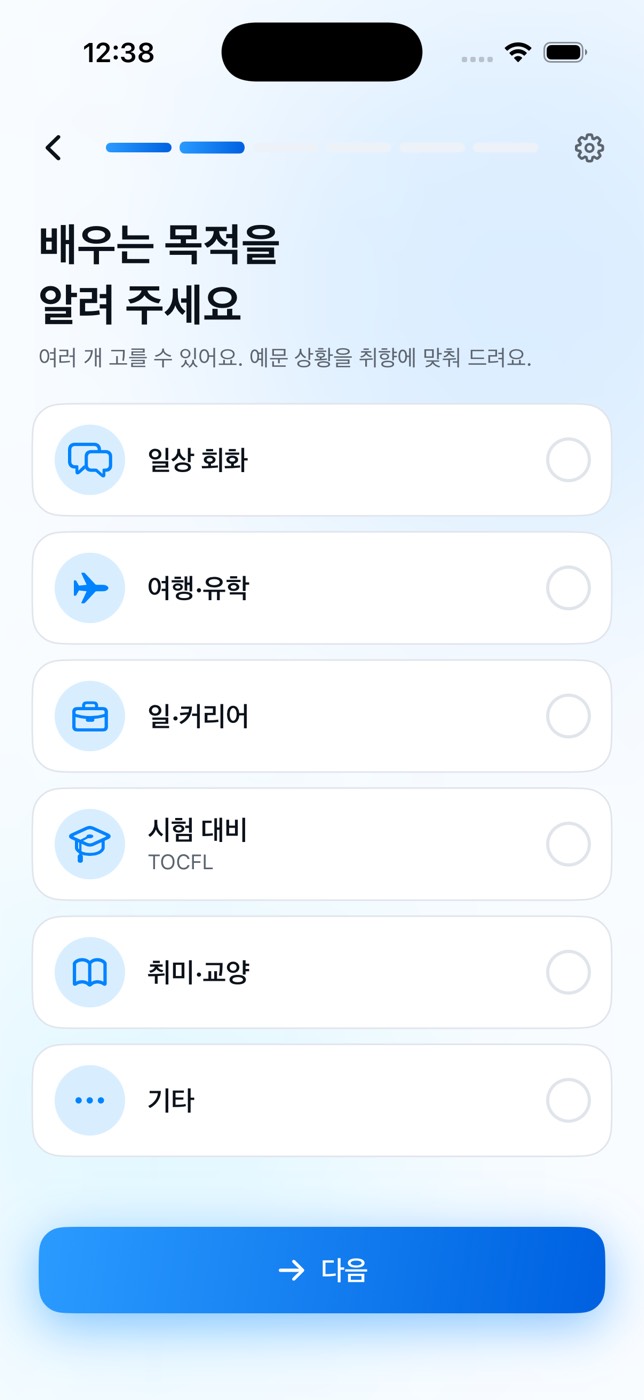 12:38
배우는 목적을
알려 주세요
여러 개 고를 수 있어요. 예문 상황을 취향에 맞춰 드려요.
일상 회화
여행·유학
일·커리어
시험 대비
TOCFL
취미·교양
기타
다음